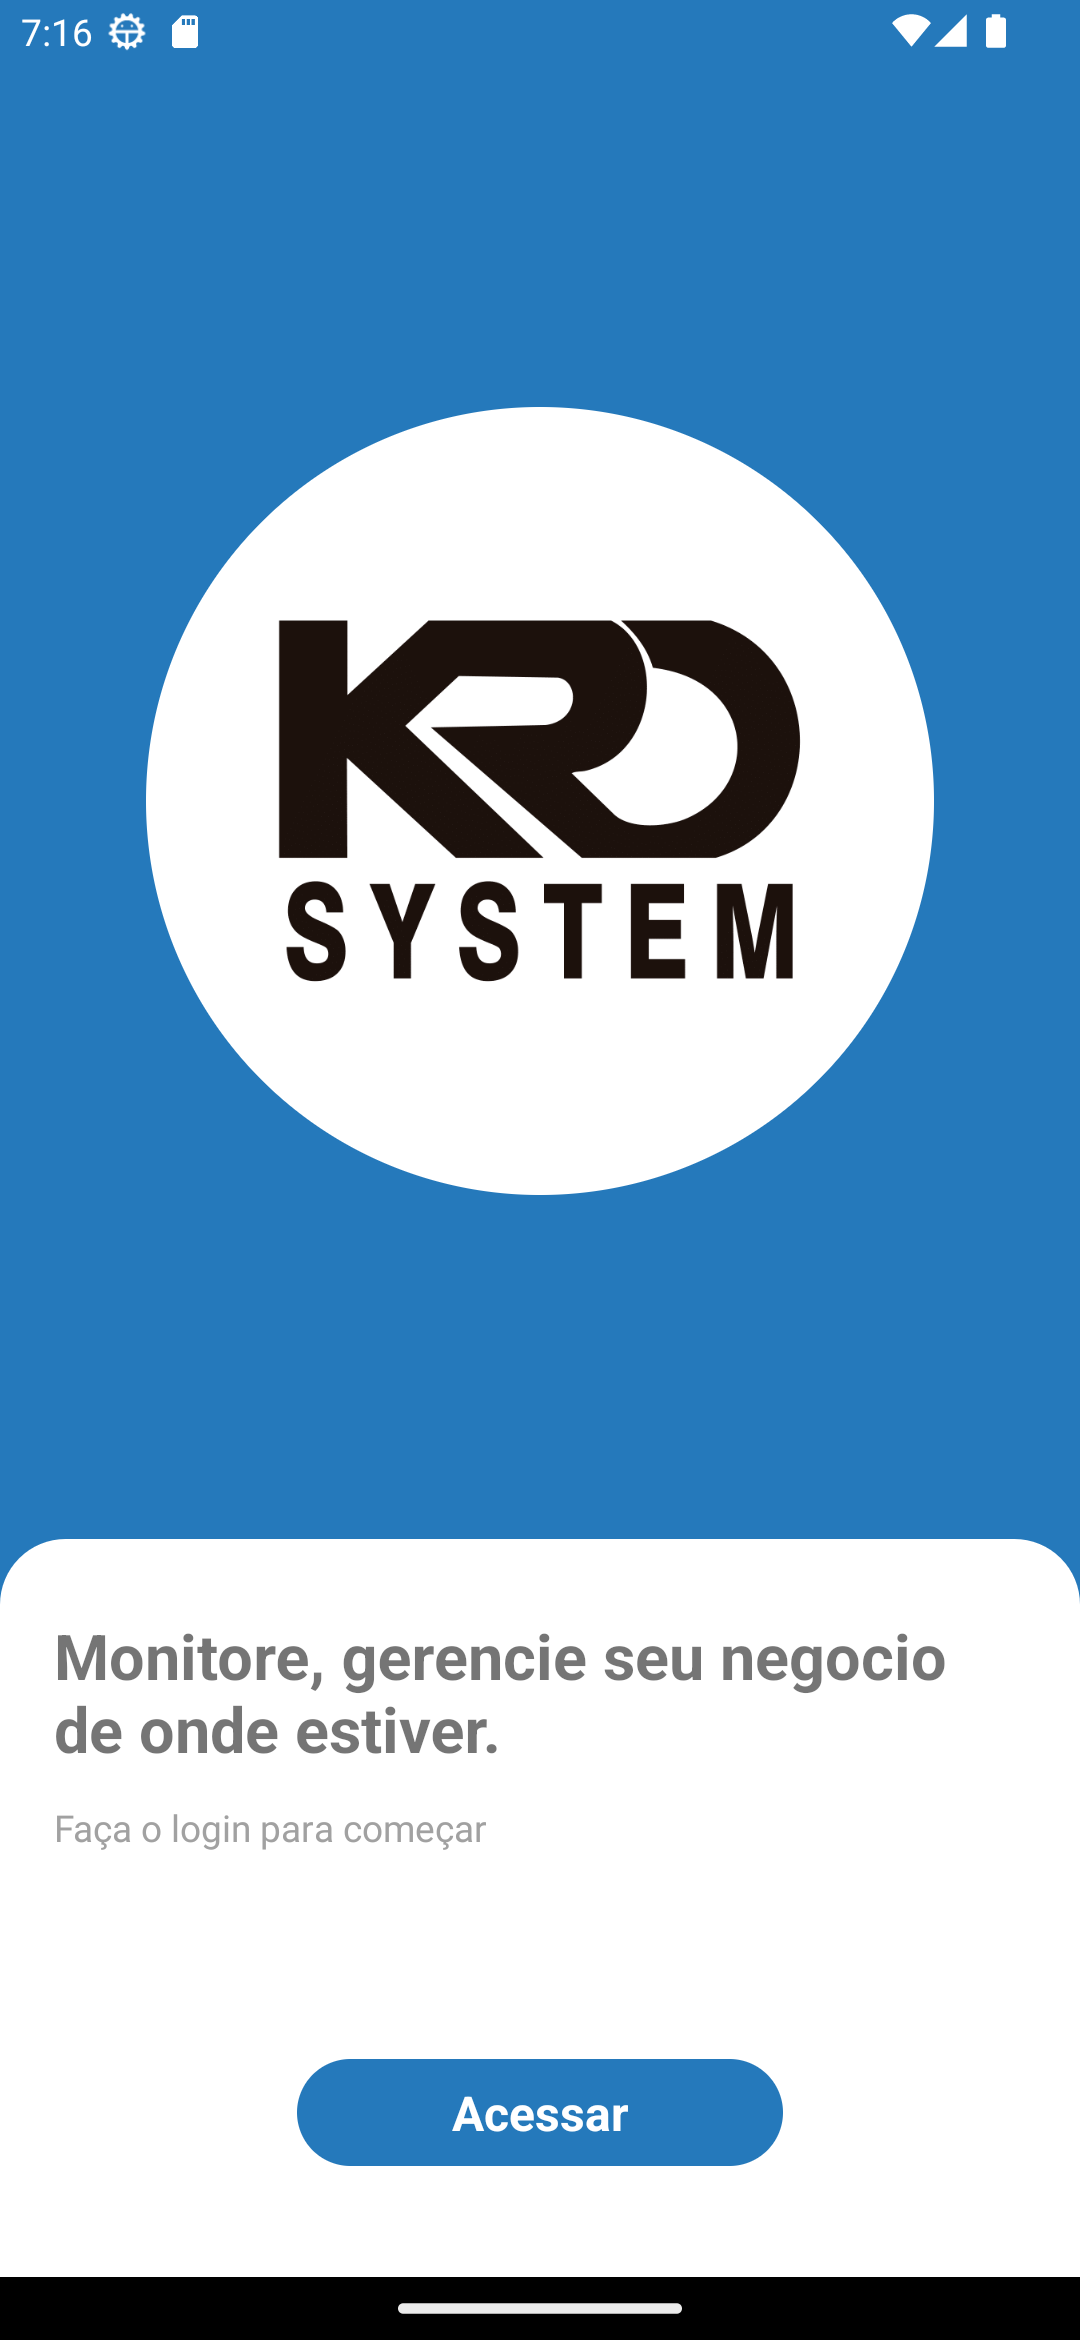 7:16
KRD
SYSTEM
Monitore, gerencie seu negocio
de onde estiver.
Faça o login para começar
Acessar